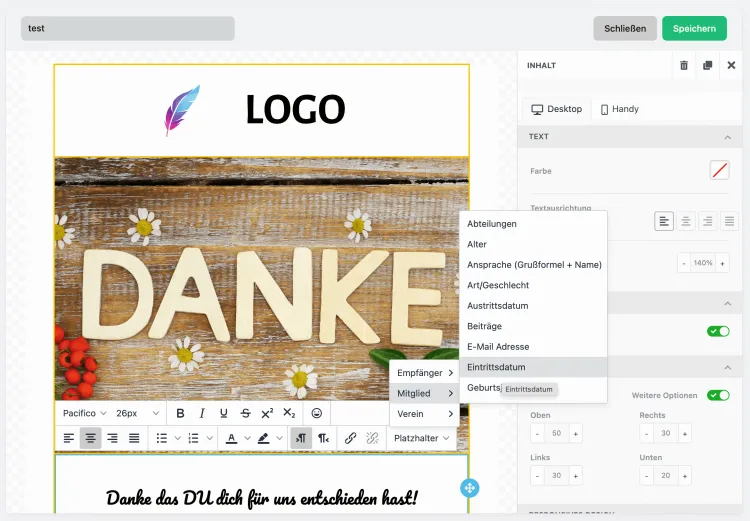 test
Schließen
Speichern
INHALT
Desktop
Handy
TEXT
Farbe
Textausrichtung
- 140% +
LOGO
DANKE
Abteilungen
Alter
Ansprache (Grußformel + Name)
Art/Geschlecht
Austrittsdatum
Beiträge
E-Mail Adresse
Eintrittsdatum
Eintrittsdatum
Empfänger
Mitglied
Verein
Pacifico
26px
B I U S X² X₂
A
Platzhalter
Weitere Optionen
Oben
Rechts
- 50 +
- 30 +
Links
Unten
- 30 +
- 20 +
Danke das DU dich für uns entschieden hast!